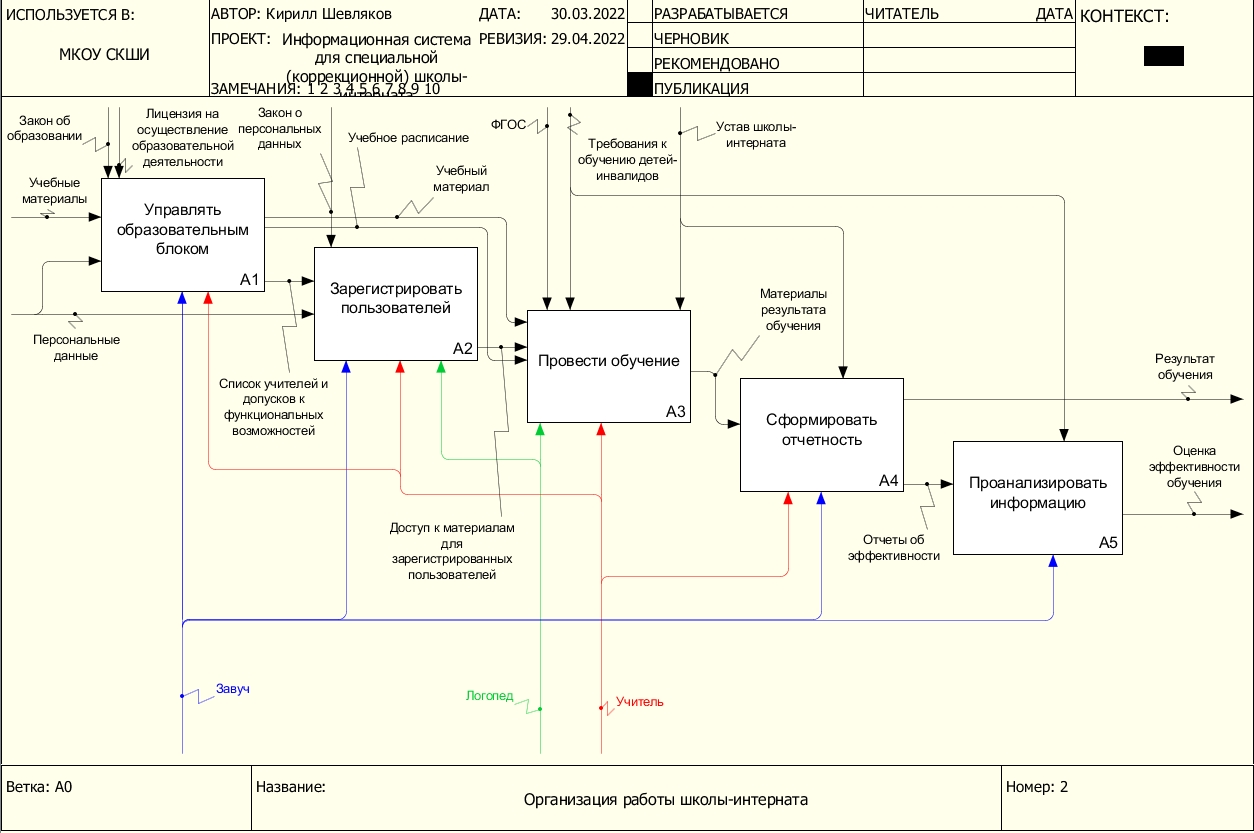 ИСПОЛЬЗУЕТСЯ В:
МКОУ СКШИ
АВТОР: Кирилл Шевляков
ДАТА: 30.03.2022
ПРОЕКТ: Информационная система
для специальной
(коррекционной) школы-
интерната
РЕВИЗИЯ: 29.04.2022
ЗАМЕЧАНИЯ: 1 2 3 4 5 6 7 8 9 10
РАЗРАБАТЫВАЕТСЯ
ЧЕРНОВИК
РЕКОМЕНДОВАНО
ПУБЛИКАЦИЯ
ЧИТАТЕЛЬ
ДАТА
КОНТЕКСТ:
Закон об
образовании
Лицензия на
осуществление
образовательной
деятельности
Закон о
персональных
данных
Учебное расписание
Учебный
материал
ФГОС
Требования к
обучению детей-
инвалидов
Устав школы-
интерната
Учебные
материалы
Управлять
образовательным
блоком
A1
Персональные
данные
Зарегистрировать
пользователей
A2
Список учителей и
допусков к
функциональных
возможностей
Провести обучение
A3
Материалы
результата
обучения
Доступ к материалам
для
зарегистрированных
пользователей
Сформировать
отчетность
A4
Результат
обучения
Отчеты об
эффективности
Проанализировать
информацию
A5
Оценка
эффективности
обучения
Завуч
Логопед
Учитель
Ветка: A0
Название:
Организация работы школы-интерната
Номер: 2